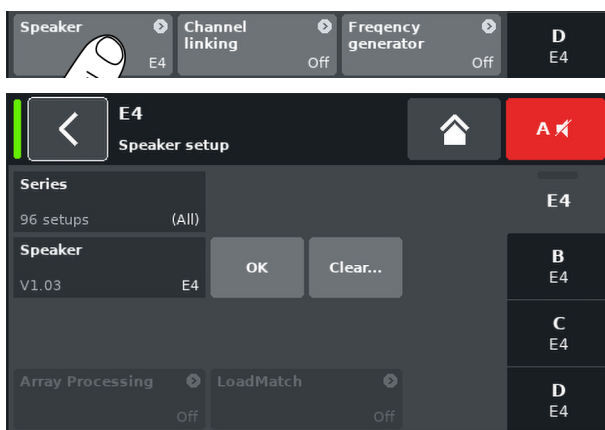 Speaker
E4
Channel
linking
Off
Freqency
generator
Off
D
E4
E4
Speaker setup
A
Series
96 setups (All)
E4
Speaker
V1.03 E4
OK
Clear...
B
E4
C
E4
Array Processing
Off
LoadMatch
Off
D
E4